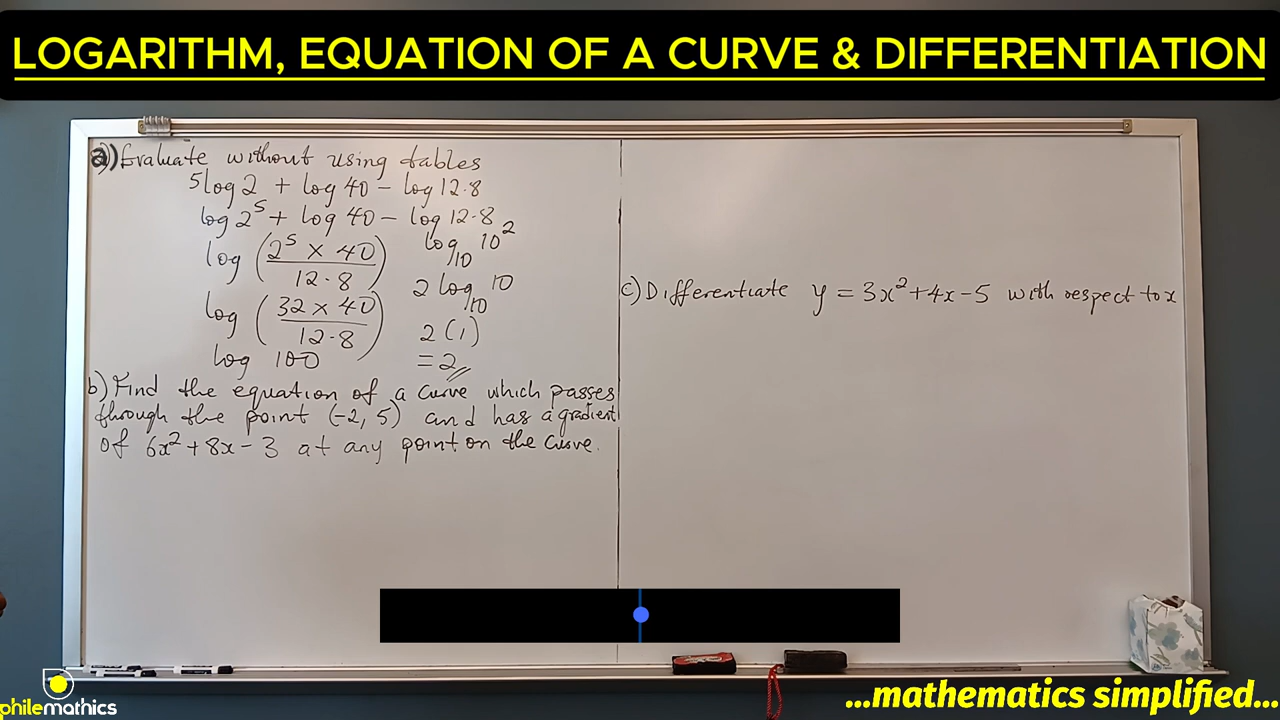 LOGARITHM, EQUATION OF A CURVE & DIFFERENTIATION
a) Evaluate without using tables
5log 2 + log 40 - log 12.8
log 2⁵ + log 40 - log 12.8
log (2⁵ × 40 / 12.8)
log (32 × 40 / 12.8)
log 100
log₁₀ 10²
2 log₁₀ 10
2 (1)
= 2
b) Find the equation of a curve which passes
through the point (-2, 5) and has a gradient
of 6x² + 8x - 3 at any point on the curve.
c) Differentiate y = 3x² + 4x - 5 with respect to x
philemathics
...mathematics simplified...